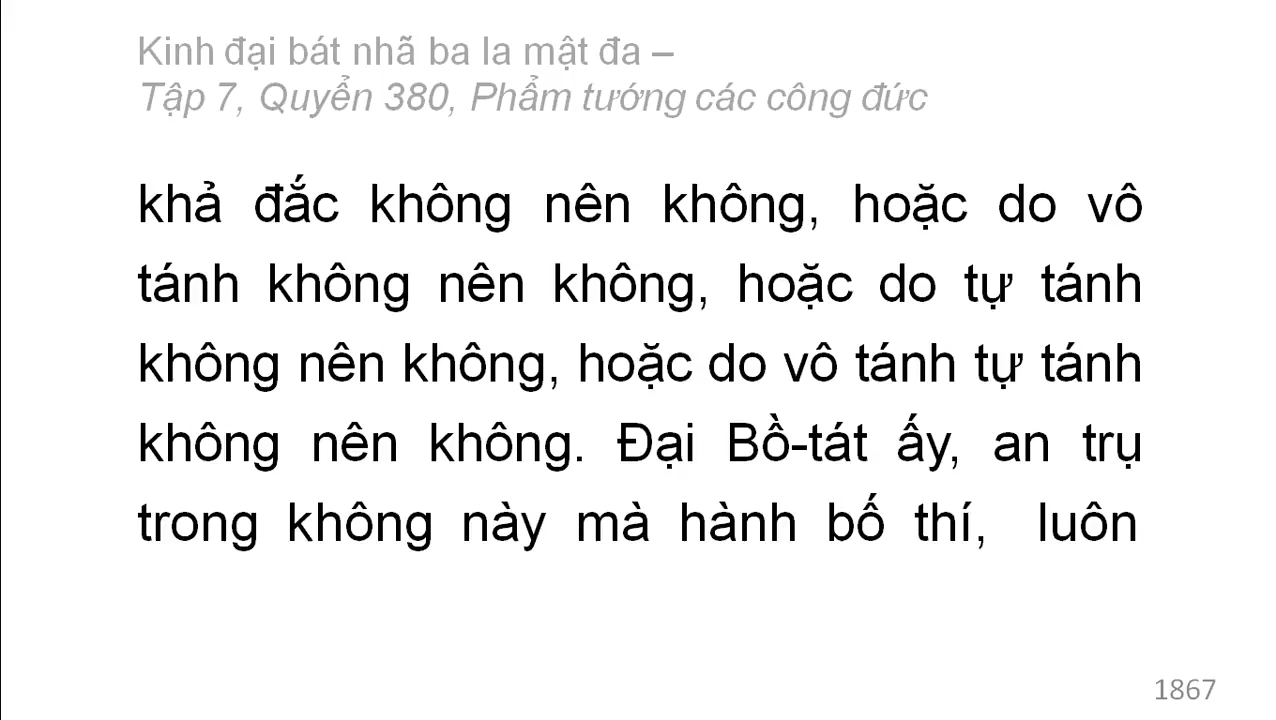 Kinh đại bát nhã ba la mật đa –
Tập 7, Quyển 380, Phẩm tướng các công đức
khả đắc không nên không, hoặc do vô
tánh không nên không, hoặc do tự tánh
không nên không, hoặc do vô tánh tự tánh
không nên không. Đại Bồ-tát ấy, an trụ
trong không này mà hành bố thí, luôn
1867